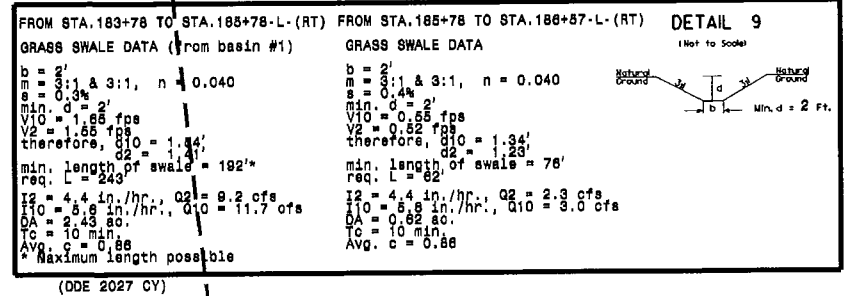 FROM STA.183+78 TO STA.185+78-L-(RT)
GRASS SWALE DATA (from basin #1)
b = 2'
m = 3:1 & 3:1, n = 0.040
s = 0.3%
min. d = 2'
V10 = 1.65 fps
V2 = 1.55 fps
therefore, d10 =
d2 = 1.41'
min. length of swale = 192'*
req. L = 243'
I2 = 4.4 in./hr., Q2 = 9.2 cfs
I10 = 5.6 in./hr., Q10 = 11.7 cfs
DA = 2.43 ac.
Tc = 10 min.
Avg. c = 0.86
* Maximum length possible
FROM STA.185+78 TO STA.186+57-L-(RT)
GRASS SWALE DATA
b = 2'
m = 3:1 & 3:1, n = 0.040
s = 0.4%
min. d = 2'
V10 = 0.55 fps
V2 = 0.52 fps
therefore, d10 = 1.34'
d2 = 1.23'
min. length of swale = 76'
req. L = 62'
I2 = 4.4 in./hr., Q2 = 2.3 cfs
I10 = 5.6 in./hr., Q10 = 3.0 cfs
DA = 0.62 ac.
Tc = 10 min.
Avg. c = 0.86
DETAIL 9
(Not to Scale)
Natural Ground
Natural Ground
d
b
Min. d = 2 Ft.
(DDE 2027 CY)